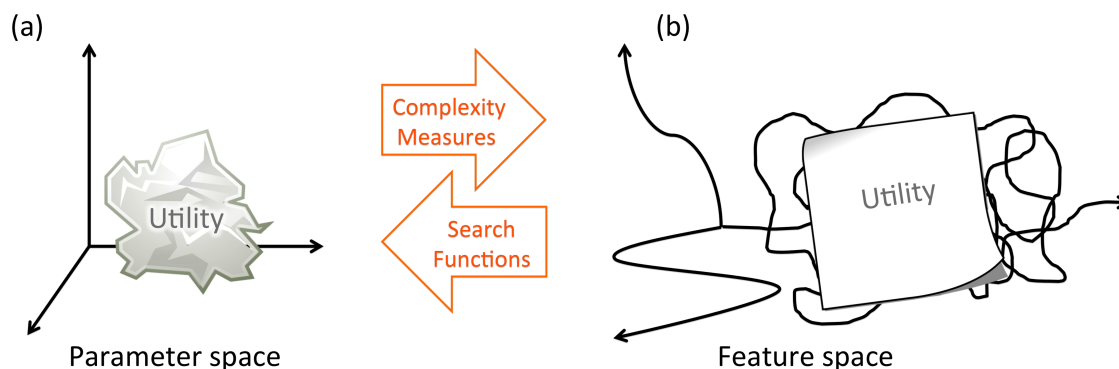 (a)
Utility
Parameter space
Complexity
Measures
Search
Functions
(b)
Utility
Feature space